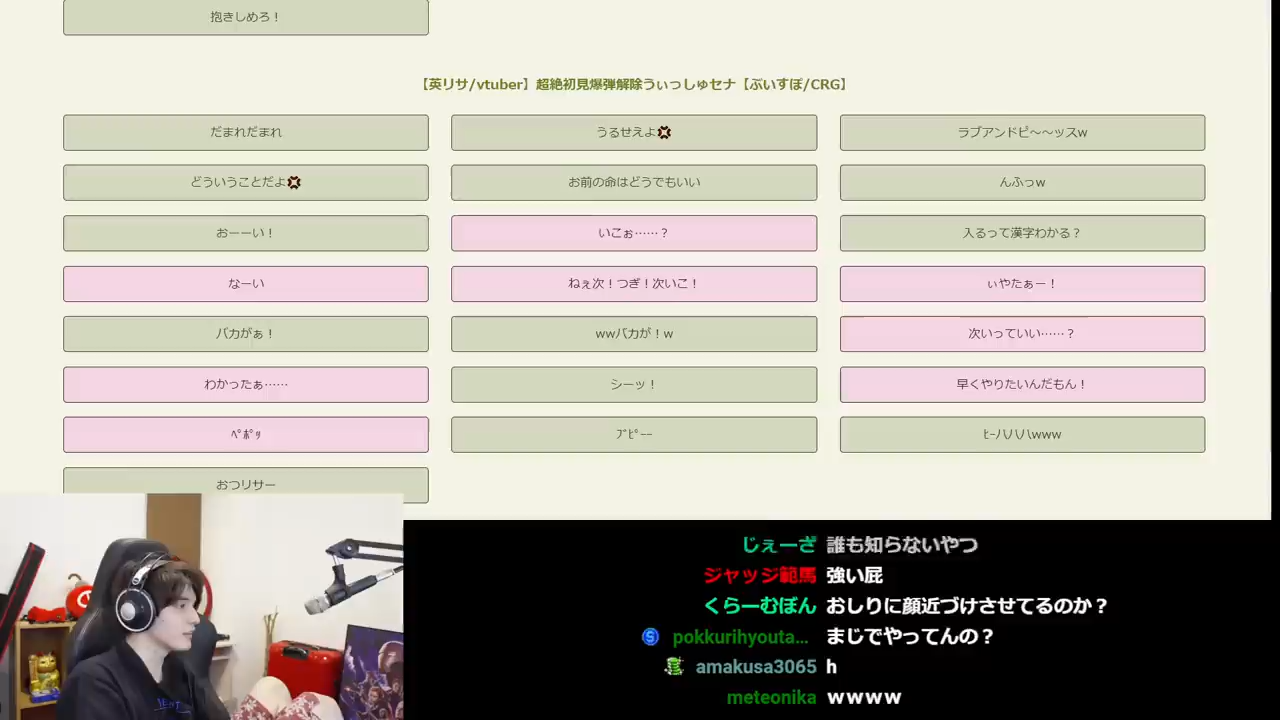 抱きしめろ！
【英リサ/vtuber】超絶初見爆弾解除うぃっしゅセナ【ぶいすぽ/CRG】
だまれだまれ
うるせえよ💢
ラブアンドピ〜〜ッスw
どういうことだよ💢
お前の命はどうでもいい
んふっw
おーーい！
いこぉ……？
入るって漢字わかる？
なーい
ねぇ次！つぎ！次いこ！
ぃやたぁー！
バカがぁ！
wwバカが！w
次いっていい……？
わかったぁ……
シーッ！
早くやりたいんだもん！
ﾍﾟﾎﾟｯ
ﾌﾞﾋﾟｰｰ
おつリサー
じぇーざ 誰も知らないやつ
ジャッジ範馬 強い屁
くらーむぼん おしりに顔近づけさせてるのか？
pokkurihyouta... まじでやってんの？
amakusa3065 h
meteonika ｗｗｗｗ